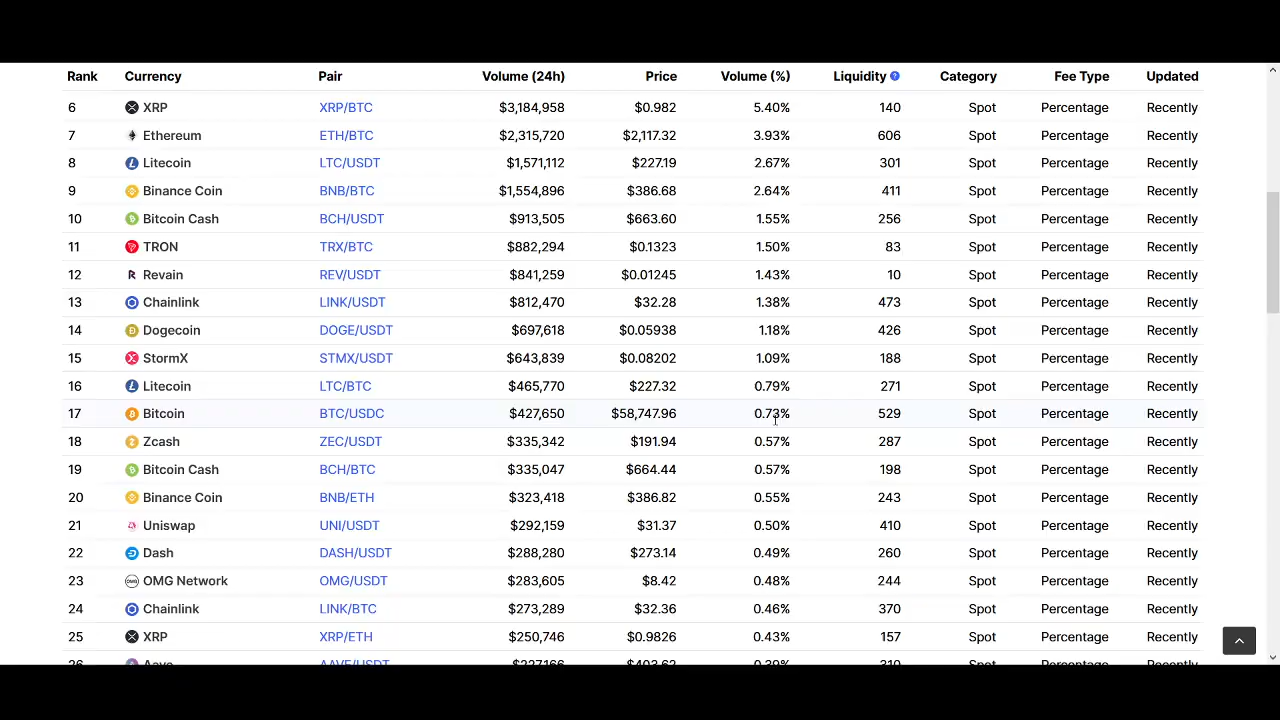 Rank Currency Pair Volume (24h) Price Volume (%) Liquidity ? Category Fee Type Updated
6 XRP XRP/BTC $3,184,958 $0.982 5.40% 140 Spot Percentage Recently
7 Ethereum ETH/BTC $2,315,720 $2,117.32 3.93% 606 Spot Percentage Recently
8 Litecoin LTC/USDT $1,571,112 $227.19 2.67% 301 Spot Percentage Recently
9 Binance Coin BNB/BTC $1,554,896 $386.68 2.64% 411 Spot Percentage Recently
10 Bitcoin Cash BCH/USDT $913,505 $663.60 1.55% 256 Spot Percentage Recently
11 TRON TRX/BTC $882,294 $0.1323 1.50% 83 Spot Percentage Recently
12 Revain REV/USDT $841,259 $0.01245 1.43% 10 Spot Percentage Recently
13 Chainlink LINK/USDT $812,470 $32.28 1.38% 473 Spot Percentage Recently
14 Dogecoin DOGE/USDT $697,618 $0.05938 1.18% 426 Spot Percentage Recently
15 StormX STMX/USDT $643,839 $0.08202 1.09% 188 Spot Percentage Recently
16 Litecoin LTC/BTC $465,770 $227.32 0.79% 271 Spot Percentage Recently
17 Bitcoin BTC/USDC $427,650 $58,747.96 0.73% 529 Spot Percentage Recently
18 Zcash ZEC/USDT $335,342 $191.94 0.57% 287 Spot Percentage Recently
19 Bitcoin Cash BCH/BTC $335,047 $664.44 0.57% 198 Spot Percentage Recently
20 Binance Coin BNB/ETH $323,418 $386.82 0.55% 243 Spot Percentage Recently
21 Uniswap UNI/USDT $292,159 $31.37 0.50% 410 Spot Percentage Recently
22 Dash DASH/USDT $288,280 $273.14 0.49% 260 Spot Percentage Recently
23 OMG Network OMG/USDT $283,605 $8.42 0.48% 244 Spot Percentage Recently
24 Chainlink LINK/BTC $273,289 $32.36 0.46% 370 Spot Percentage Recently
25 XRP XRP/ETH $250,746 $0.9826 0.43% 157 Spot Percentage Recently
26 Aave AAVE/USDT $227,166 $403.62 0.39% 310 Spot Percentage Recently